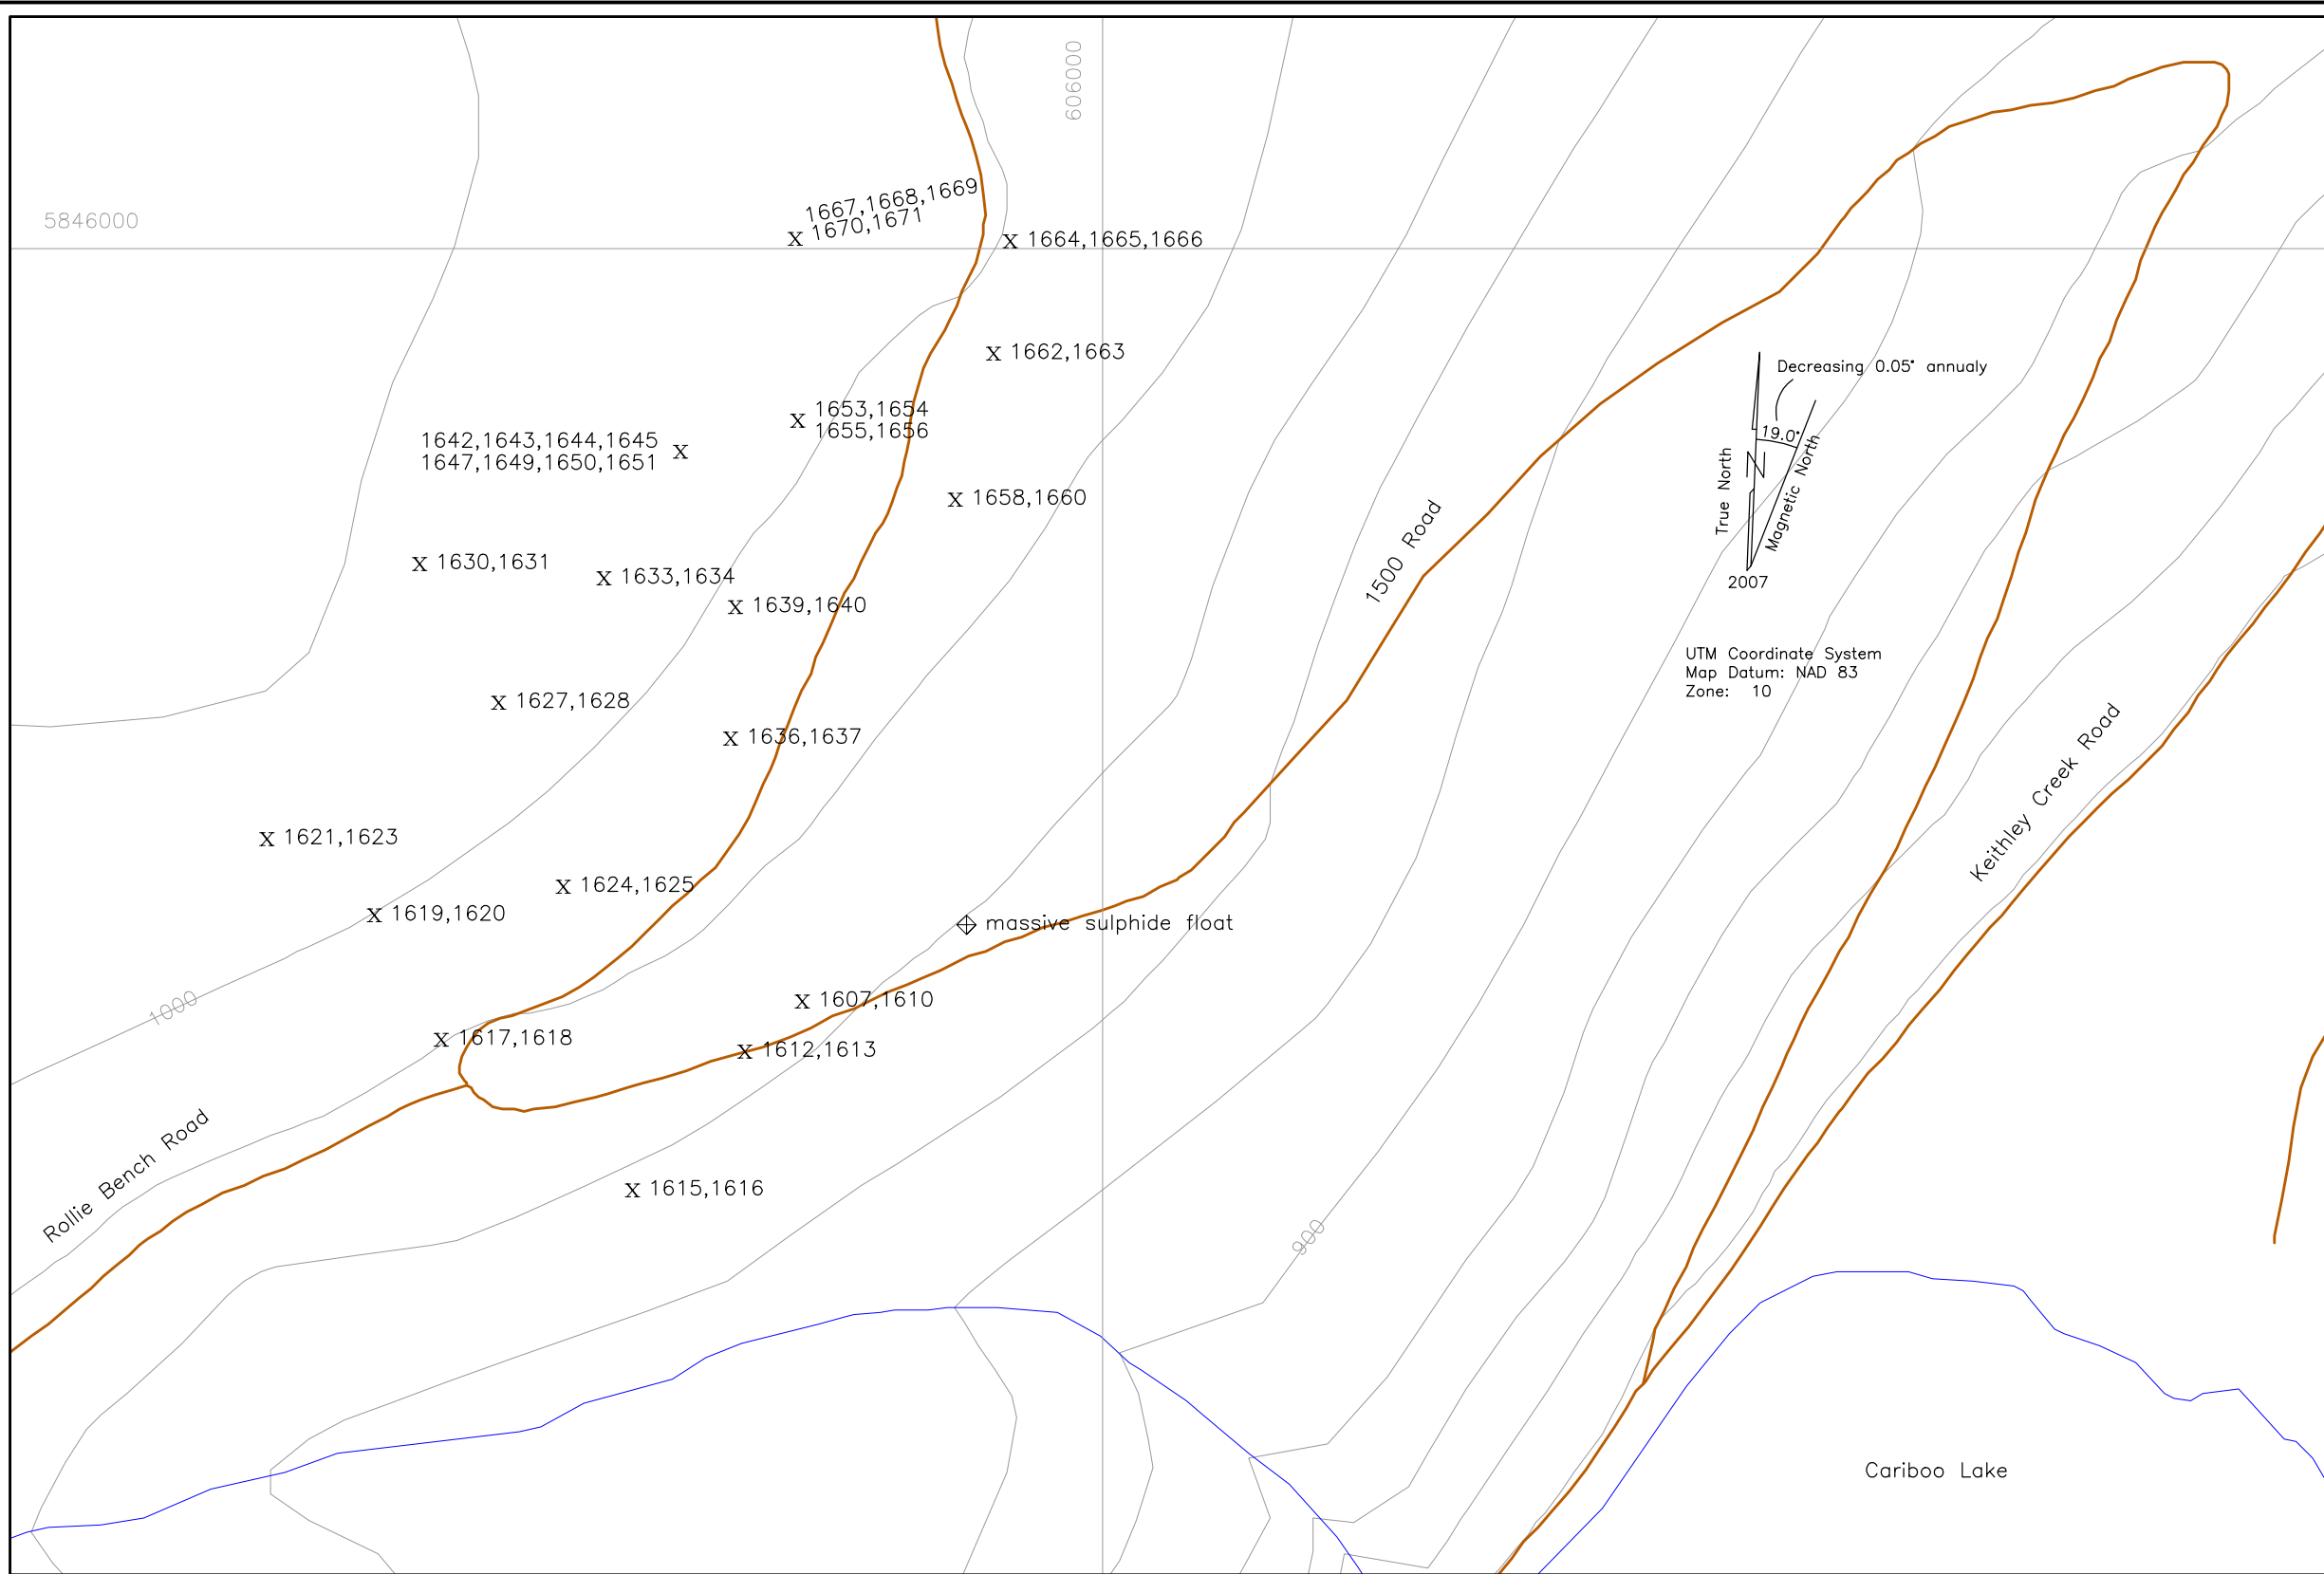 606000
5846000
1667,1668,1669
X 1670,1671
X 1664,1665,1666
X 1662,1663
Decreasing 0.05° annualy
19.0°
True North
N
Magnetic North
2007
1653,1654
X
1655,1656
1642,1643,1644,1645
X
1647,1649,1650,1651
X 1658,1660
1500 Road
X 1630,1631
X 1633,1634
X 1639,1640
UTM Coordinate System
Map Datum: NAD 83
Zone: 10
X 1627,1628
X 1636,1637
Keithley Creek Road
X 1621,1623
X 1624,1625
X 1619,1620
massive sulphide float
1000
X 1607,1610
X 1617,1618
X 1612,1613
Rollie Bench Road
X 1615,1616
900
Cariboo Lake